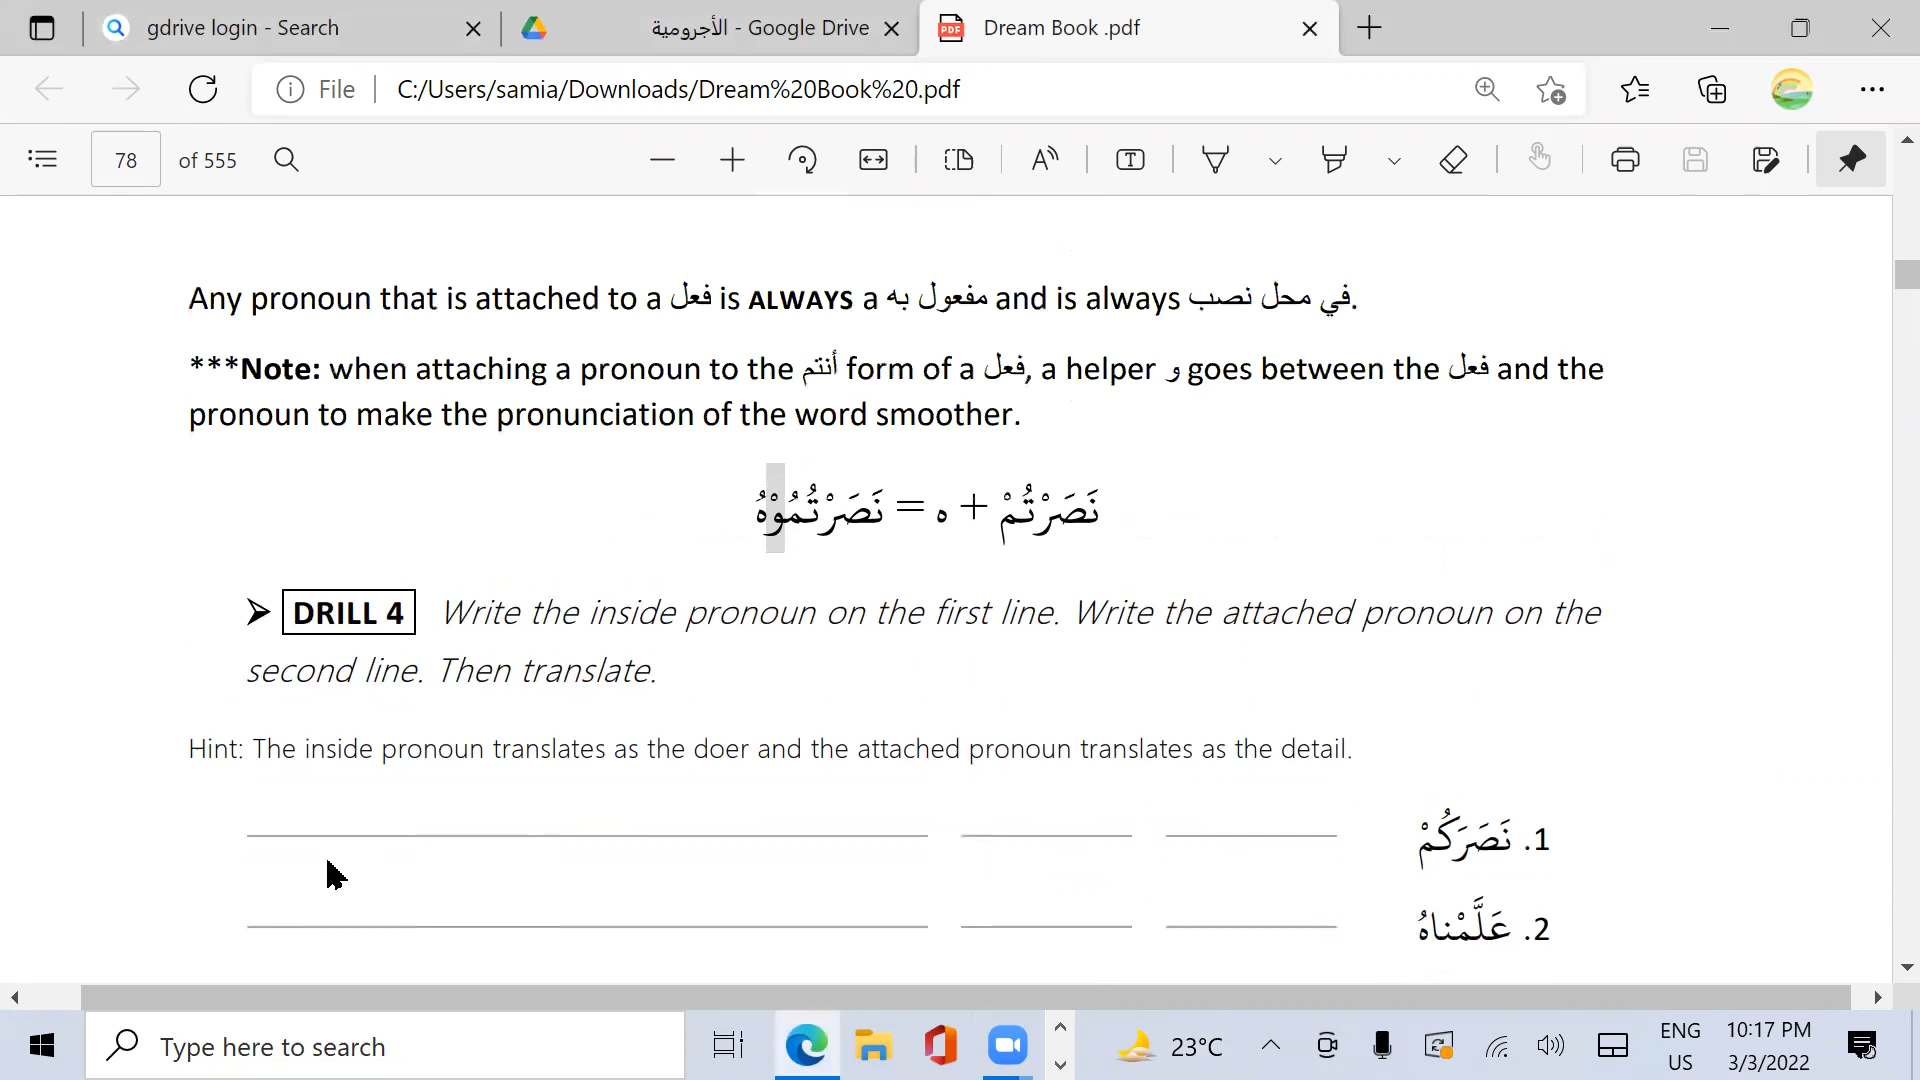 gdrive login - Search
الأجرومية - Google Drive
Dream Book .pdf
File
C:/Users/samia/Downloads/Dream%20Book%20.pdf
78 of 555
Any pronoun that is attached to a فعل is ALWAYS a مفعول به and is always في محل نصب.
***Note: when attaching a pronoun to the أنتم form of a فعل, a helper و goes between the فعل and the
pronoun to make the pronunciation of the word smoother.
نَصَرْتُمْ + ه = نَصَرْتُمُوْهُ
DRILL 4 Write the inside pronoun on the first line. Write the attached pronoun on the
second line. Then translate.
Hint: The inside pronoun translates as the doer and the attached pronoun translates as the detail.
1. نَصَرَكُمْ
2. عَلَّمْناهُ
Type here to search
23°C
ENG
US
10:17 PM
3/3/2022